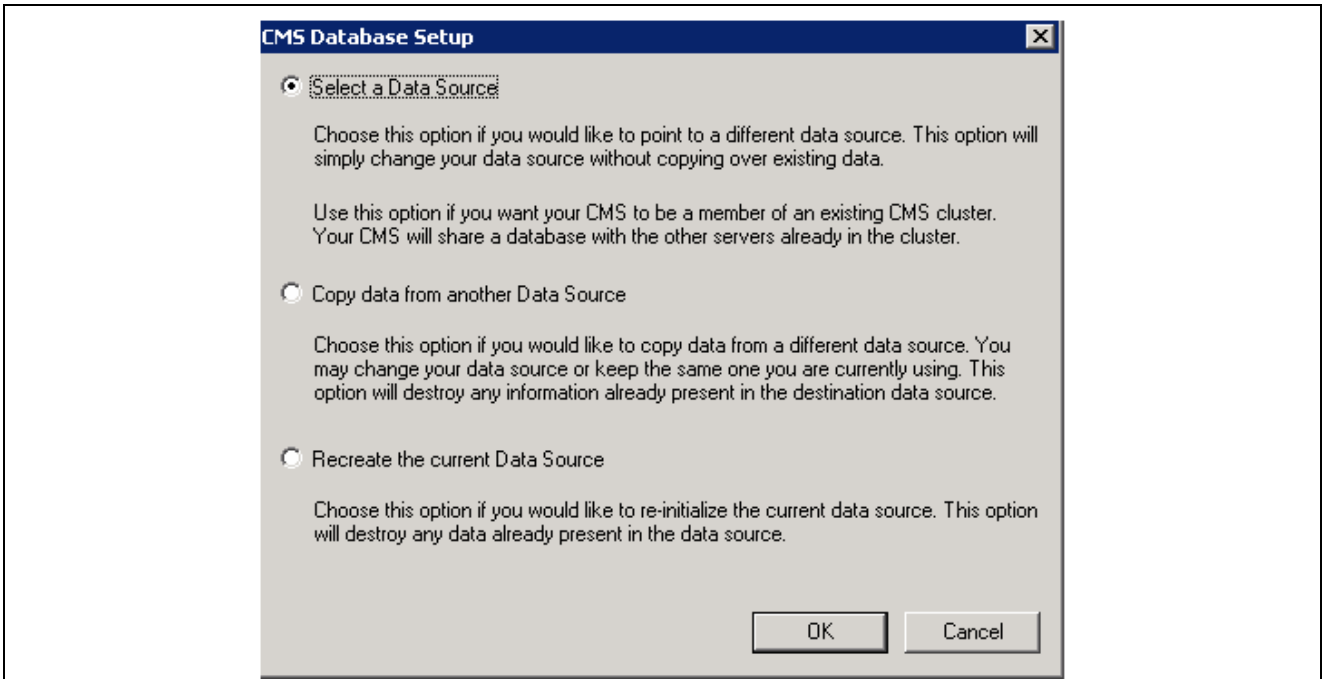 CMS Database Setup
Select a Data Source
Choose this option if you would like to point to a different data source. This option will
simply change your data source without copying over existing data.
Use this option if you want your CMS to be a member of an existing CMS cluster.
Your CMS will share a database with the other servers already in the cluster.
Copy data from another Data Source
Choose this option if you would like to copy data from a different data source. You
may change your data source or keep the same one you are currently using. This
option will destroy any information already present in the destination data source.
Recreate the current Data Source
Choose this option if you would like to re-initialize the current data source. This option
will destroy any data already present in the data source.
OK
Cancel